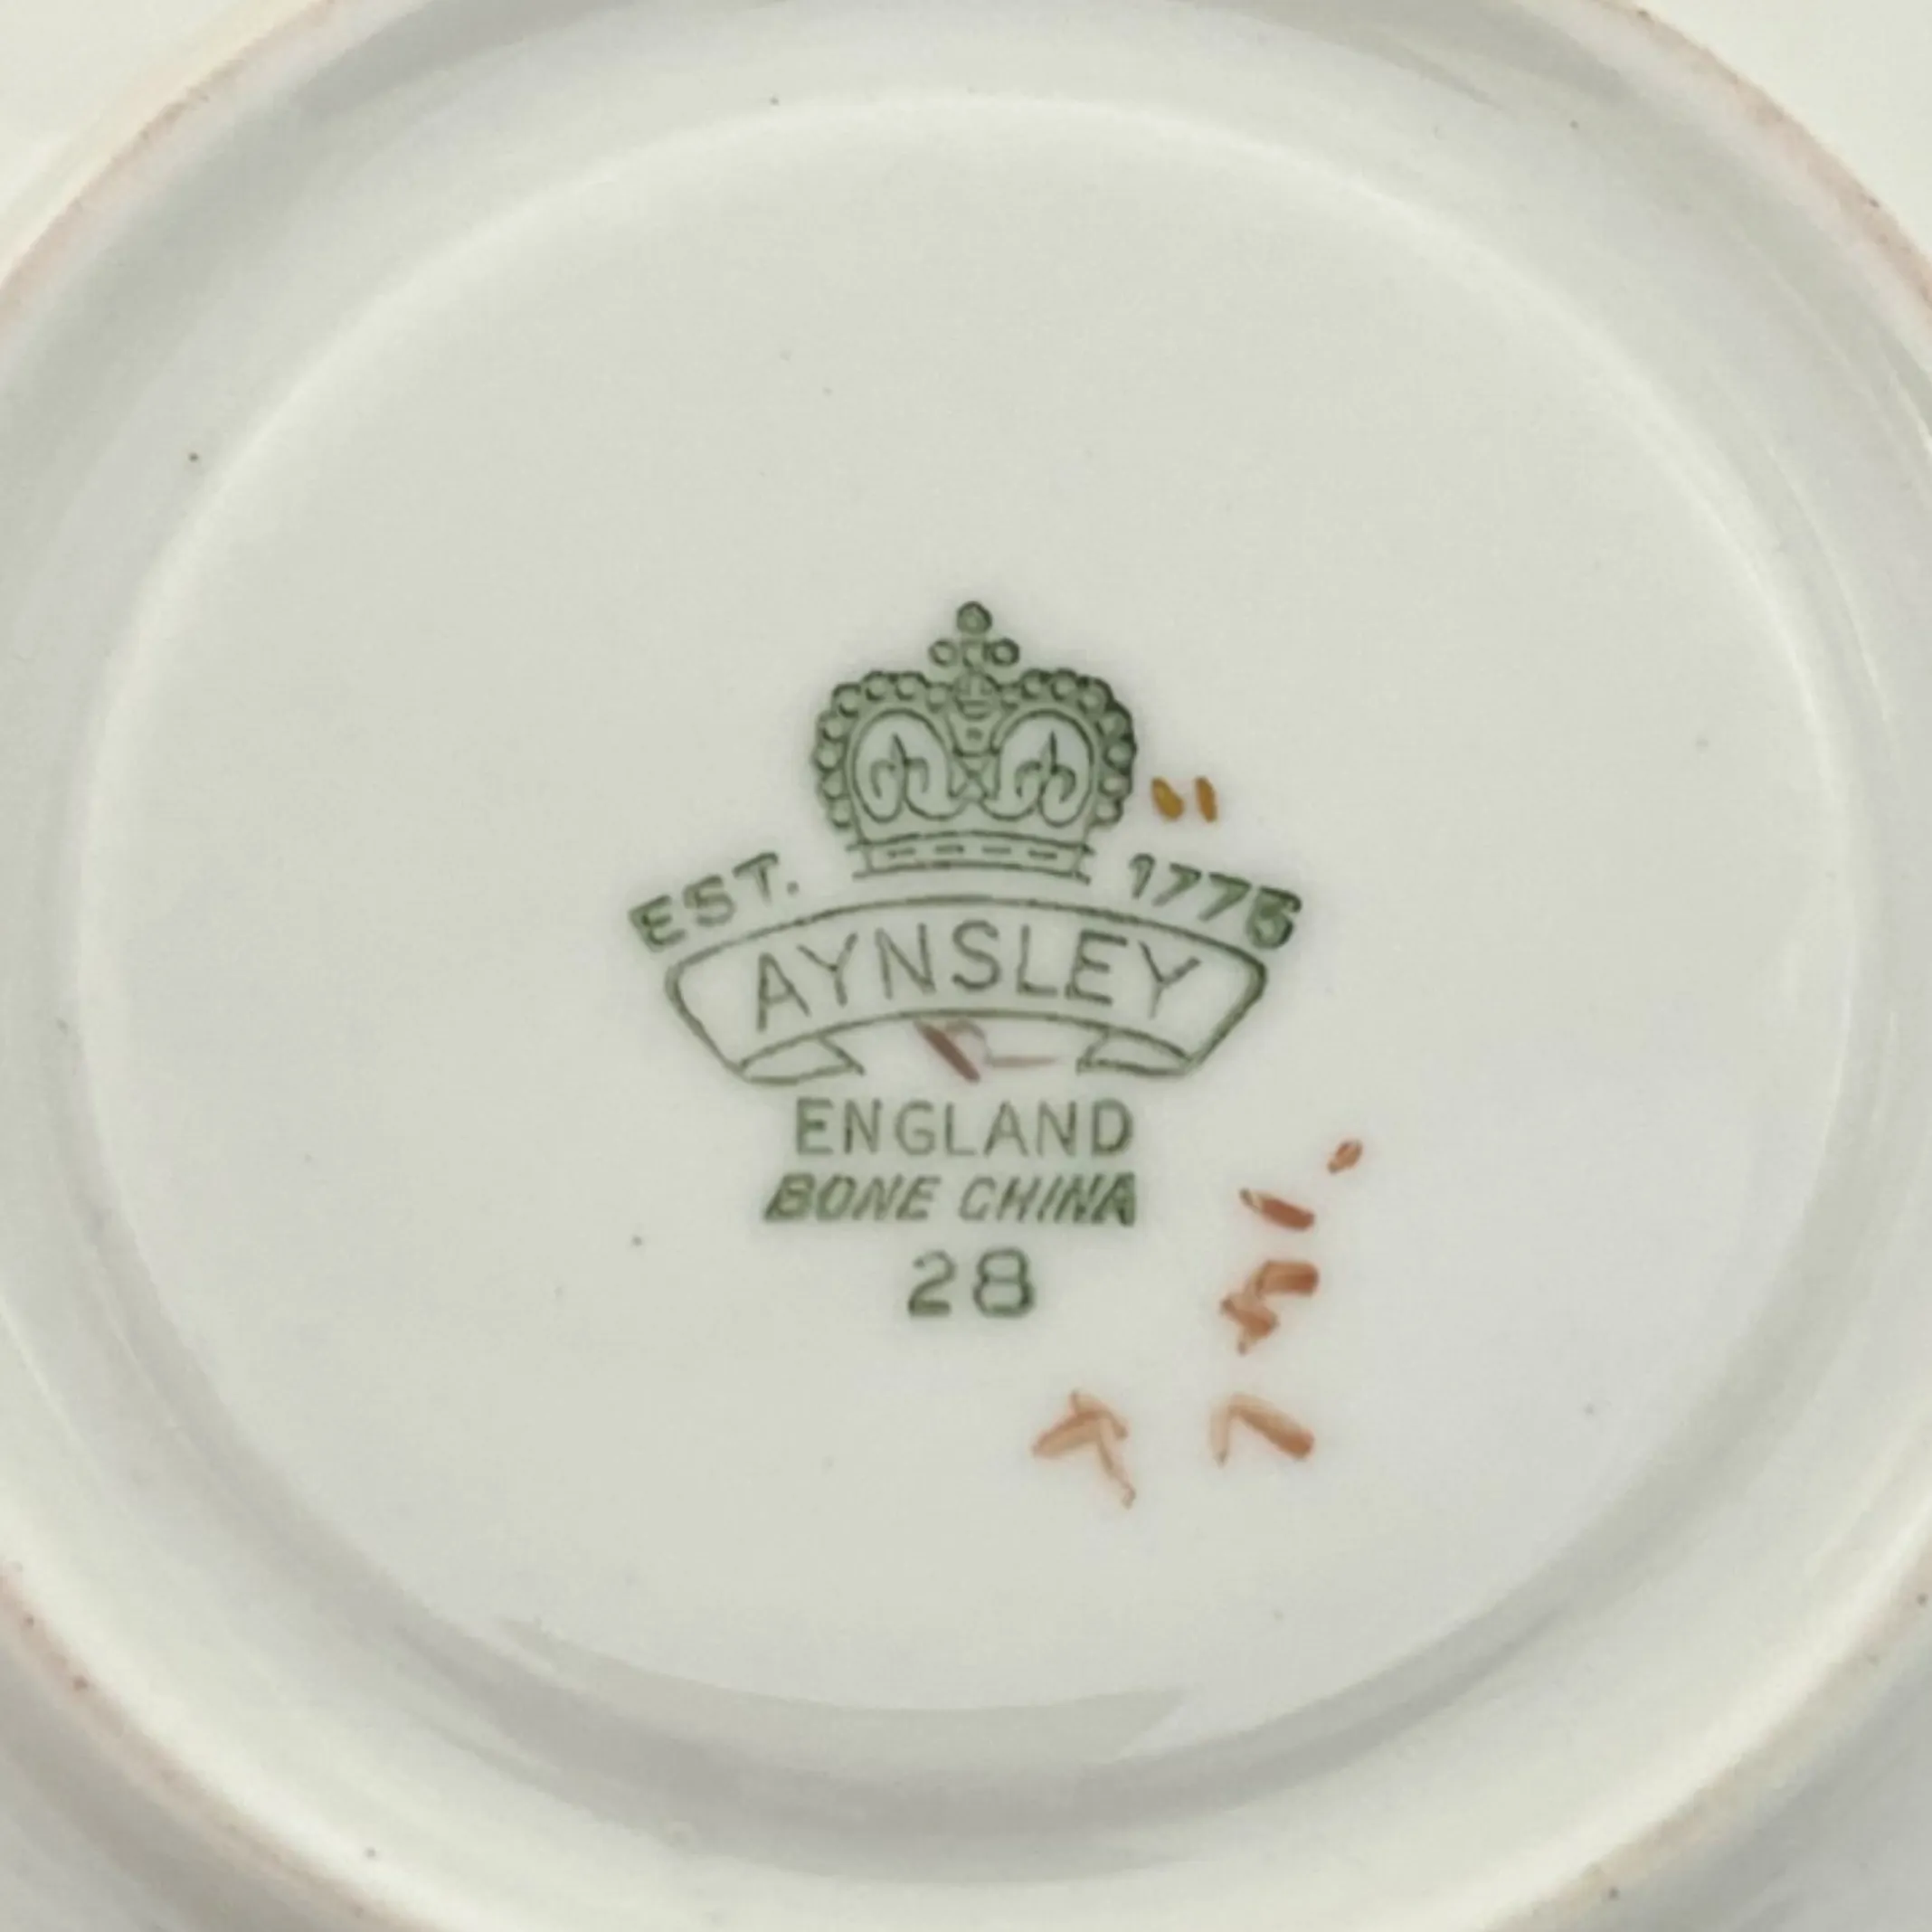 EST. 1775
AYNSLEY
ENGLAND
BONE CHINA
28